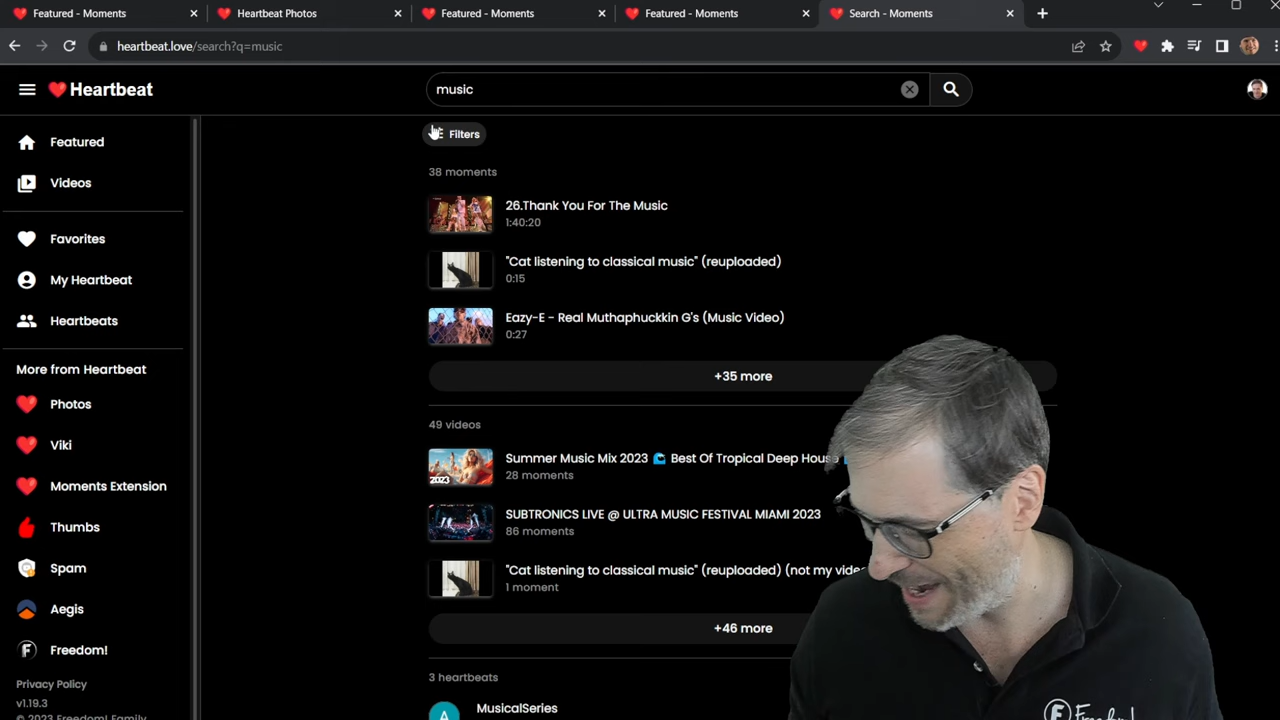 Featured - Moments
Heartbeat Photos
Featured - Moments
Featured - Moments
Search - Moments
heartbeat.love/search?q=music
Heartbeat
music
Filters
Featured
Videos
Favorites
My Heartbeat
Heartbeats
More from Heartbeat
Photos
Viki
Moments Extension
Thumbs
Spam
Aegis
Freedom!
Privacy Policy
v1.19.3
© 2023 Freedom! Family
38 moments
26.Thank You For The Music
1:40:20
"Cat listening to classical music" (reuploaded)
0:15
Eazy-E - Real Muthaphuckkin G's (Music Video)
0:27
+35 more
49 videos
2023
Summer Music Mix 2023 🌊 Best Of Tropical Deep House
28 moments
SUBTRONICS LIVE @ ULTRA MUSIC FESTIVAL MIAMI 2023
86 moments
"Cat listening to classical music" (reuploaded) (not my
1 moment
+46 more
3 heartbeats
A
MusicalSeries
F